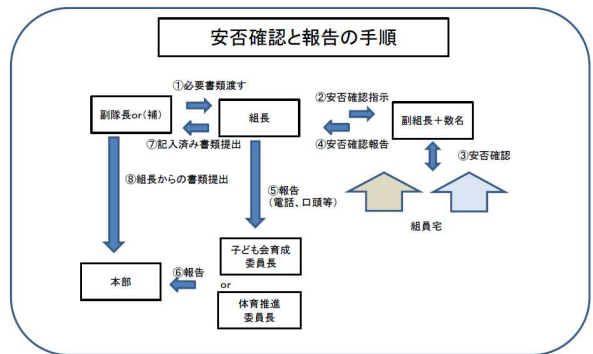 安否確認と報告の手順
①必要書類渡す
②安否確認指示
副隊長or(補)
組長
副組長+数名
⑦記入済み書類提出
④安否確認報告
③安否確認
⑧組長からの書類提出
⑤報告
(電話、口頭等)
組員宅
子ども会育成
委員長
⑥報告
本部
or
体育推進
委員長